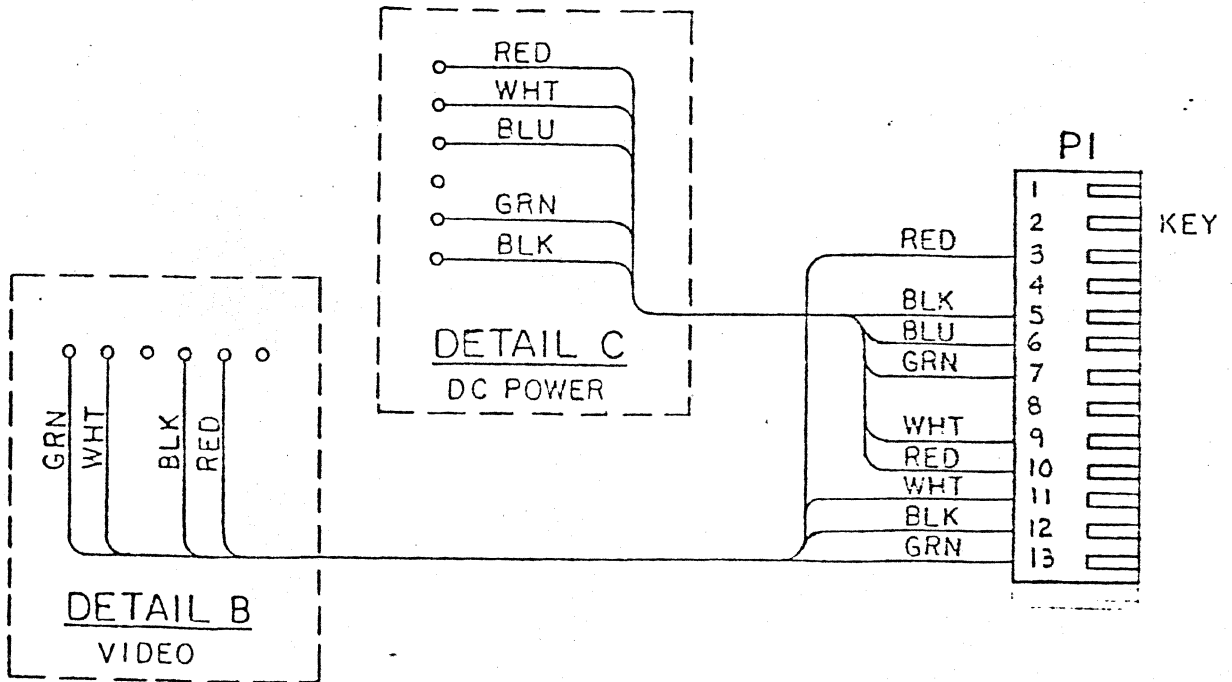 RED
WHT
BLU
GRN
BLK
DETAIL C
DC POWER
GRN
WHT
BLK
RED
DETAIL B
VIDEO
P1
1
2 KEY
RED 3
4
BLK 5
BLU 6
GRN 7
8
WHT 9
RED 10
WHT 11
BLK 12
GRN 13